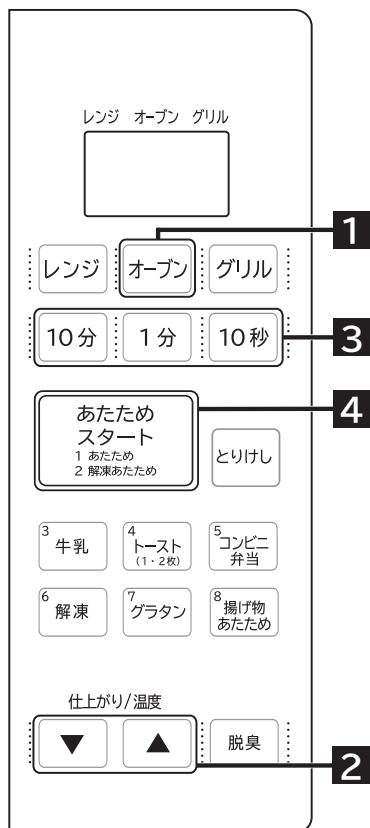 レンジ オーブン グリル
1
レンジ オーブン グリル
10分 1分 10秒
3
4
あたため
スタート
1 あたため
2 解凍あたため
とりけし
3 牛乳
4 トースト
(1・2枚)
5 コンビニ
弁当
6 解凍
7 グラタン
8 揚げ物
あたため
仕上がり/温度
▼ ▲ 脱臭
2